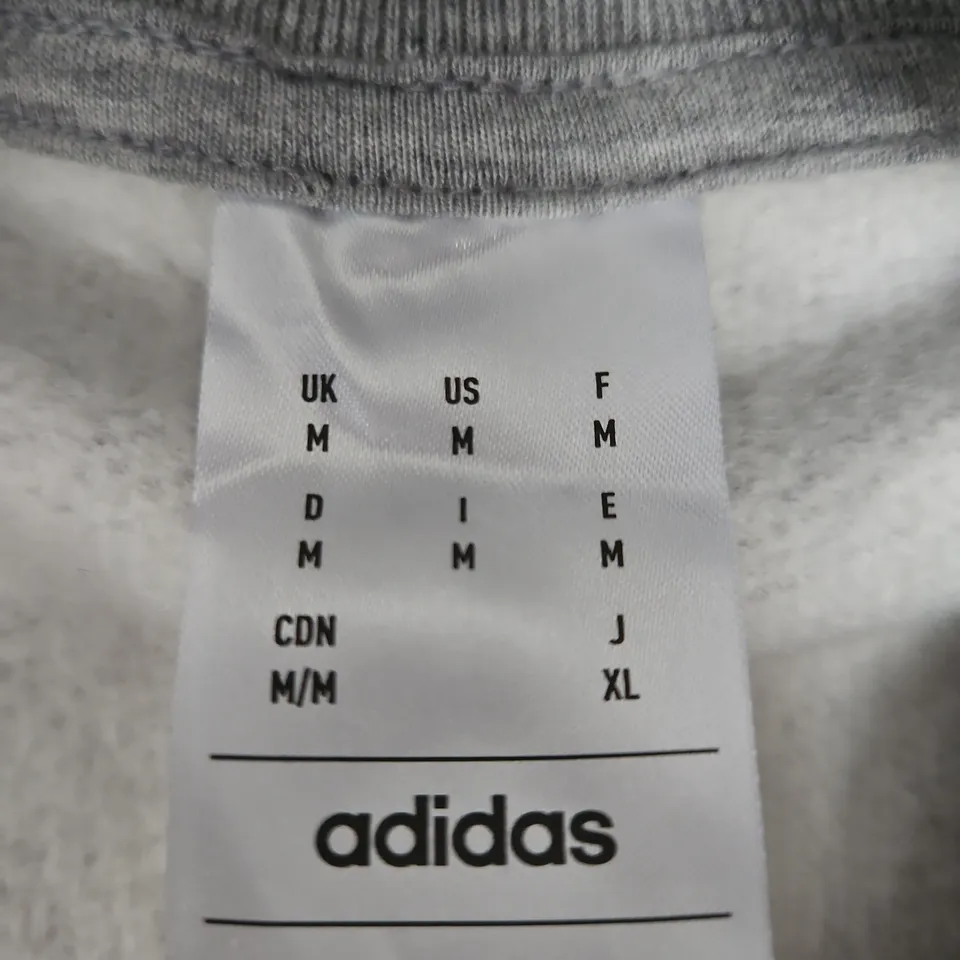 UK US F
M M M
D I E
M M M
CDN J
M/M XL
adidas